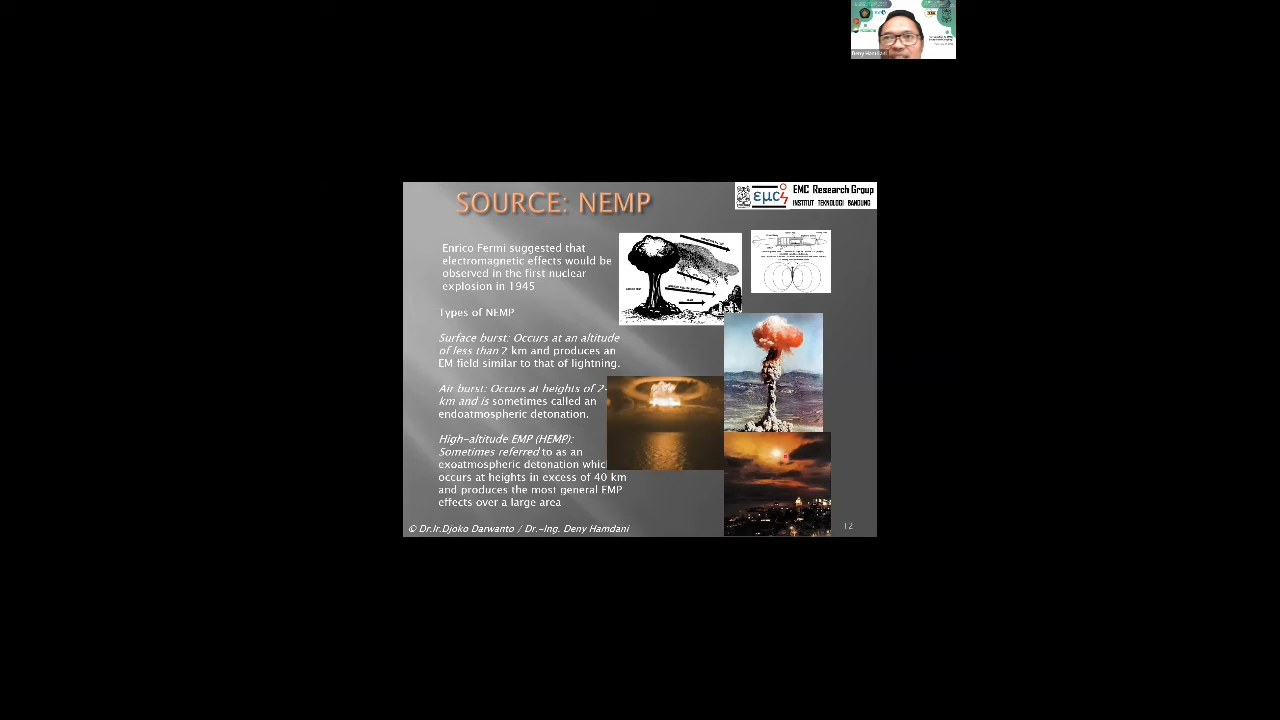 Deny Hamdani
SOURCE: NEMP
EMC Research Group
INSTITUT TEKNOLOGI BANDUNG
εμc
Enrico Fermi suggested that
electromagnetic effects would be
observed in the first nuclear
explosion in 1945
Types of NEMP
Surface burst: Occurs at an altitude
of less than 2 km and produces an
EM field similar to that of lightning.
Air burst: Occurs at heights of 2-
km and is sometimes called an
endoatmospheric detonation.
High-altitude EMP (HEMP):
Sometimes referred to as an
exoatmospheric detonation whic
occurs at heights in excess of 40 km
and produces the most general EMP
effects over a large area
© Dr.Ir.Djoko Darwanto / Dr.-Ing. Deny Hamdani
12